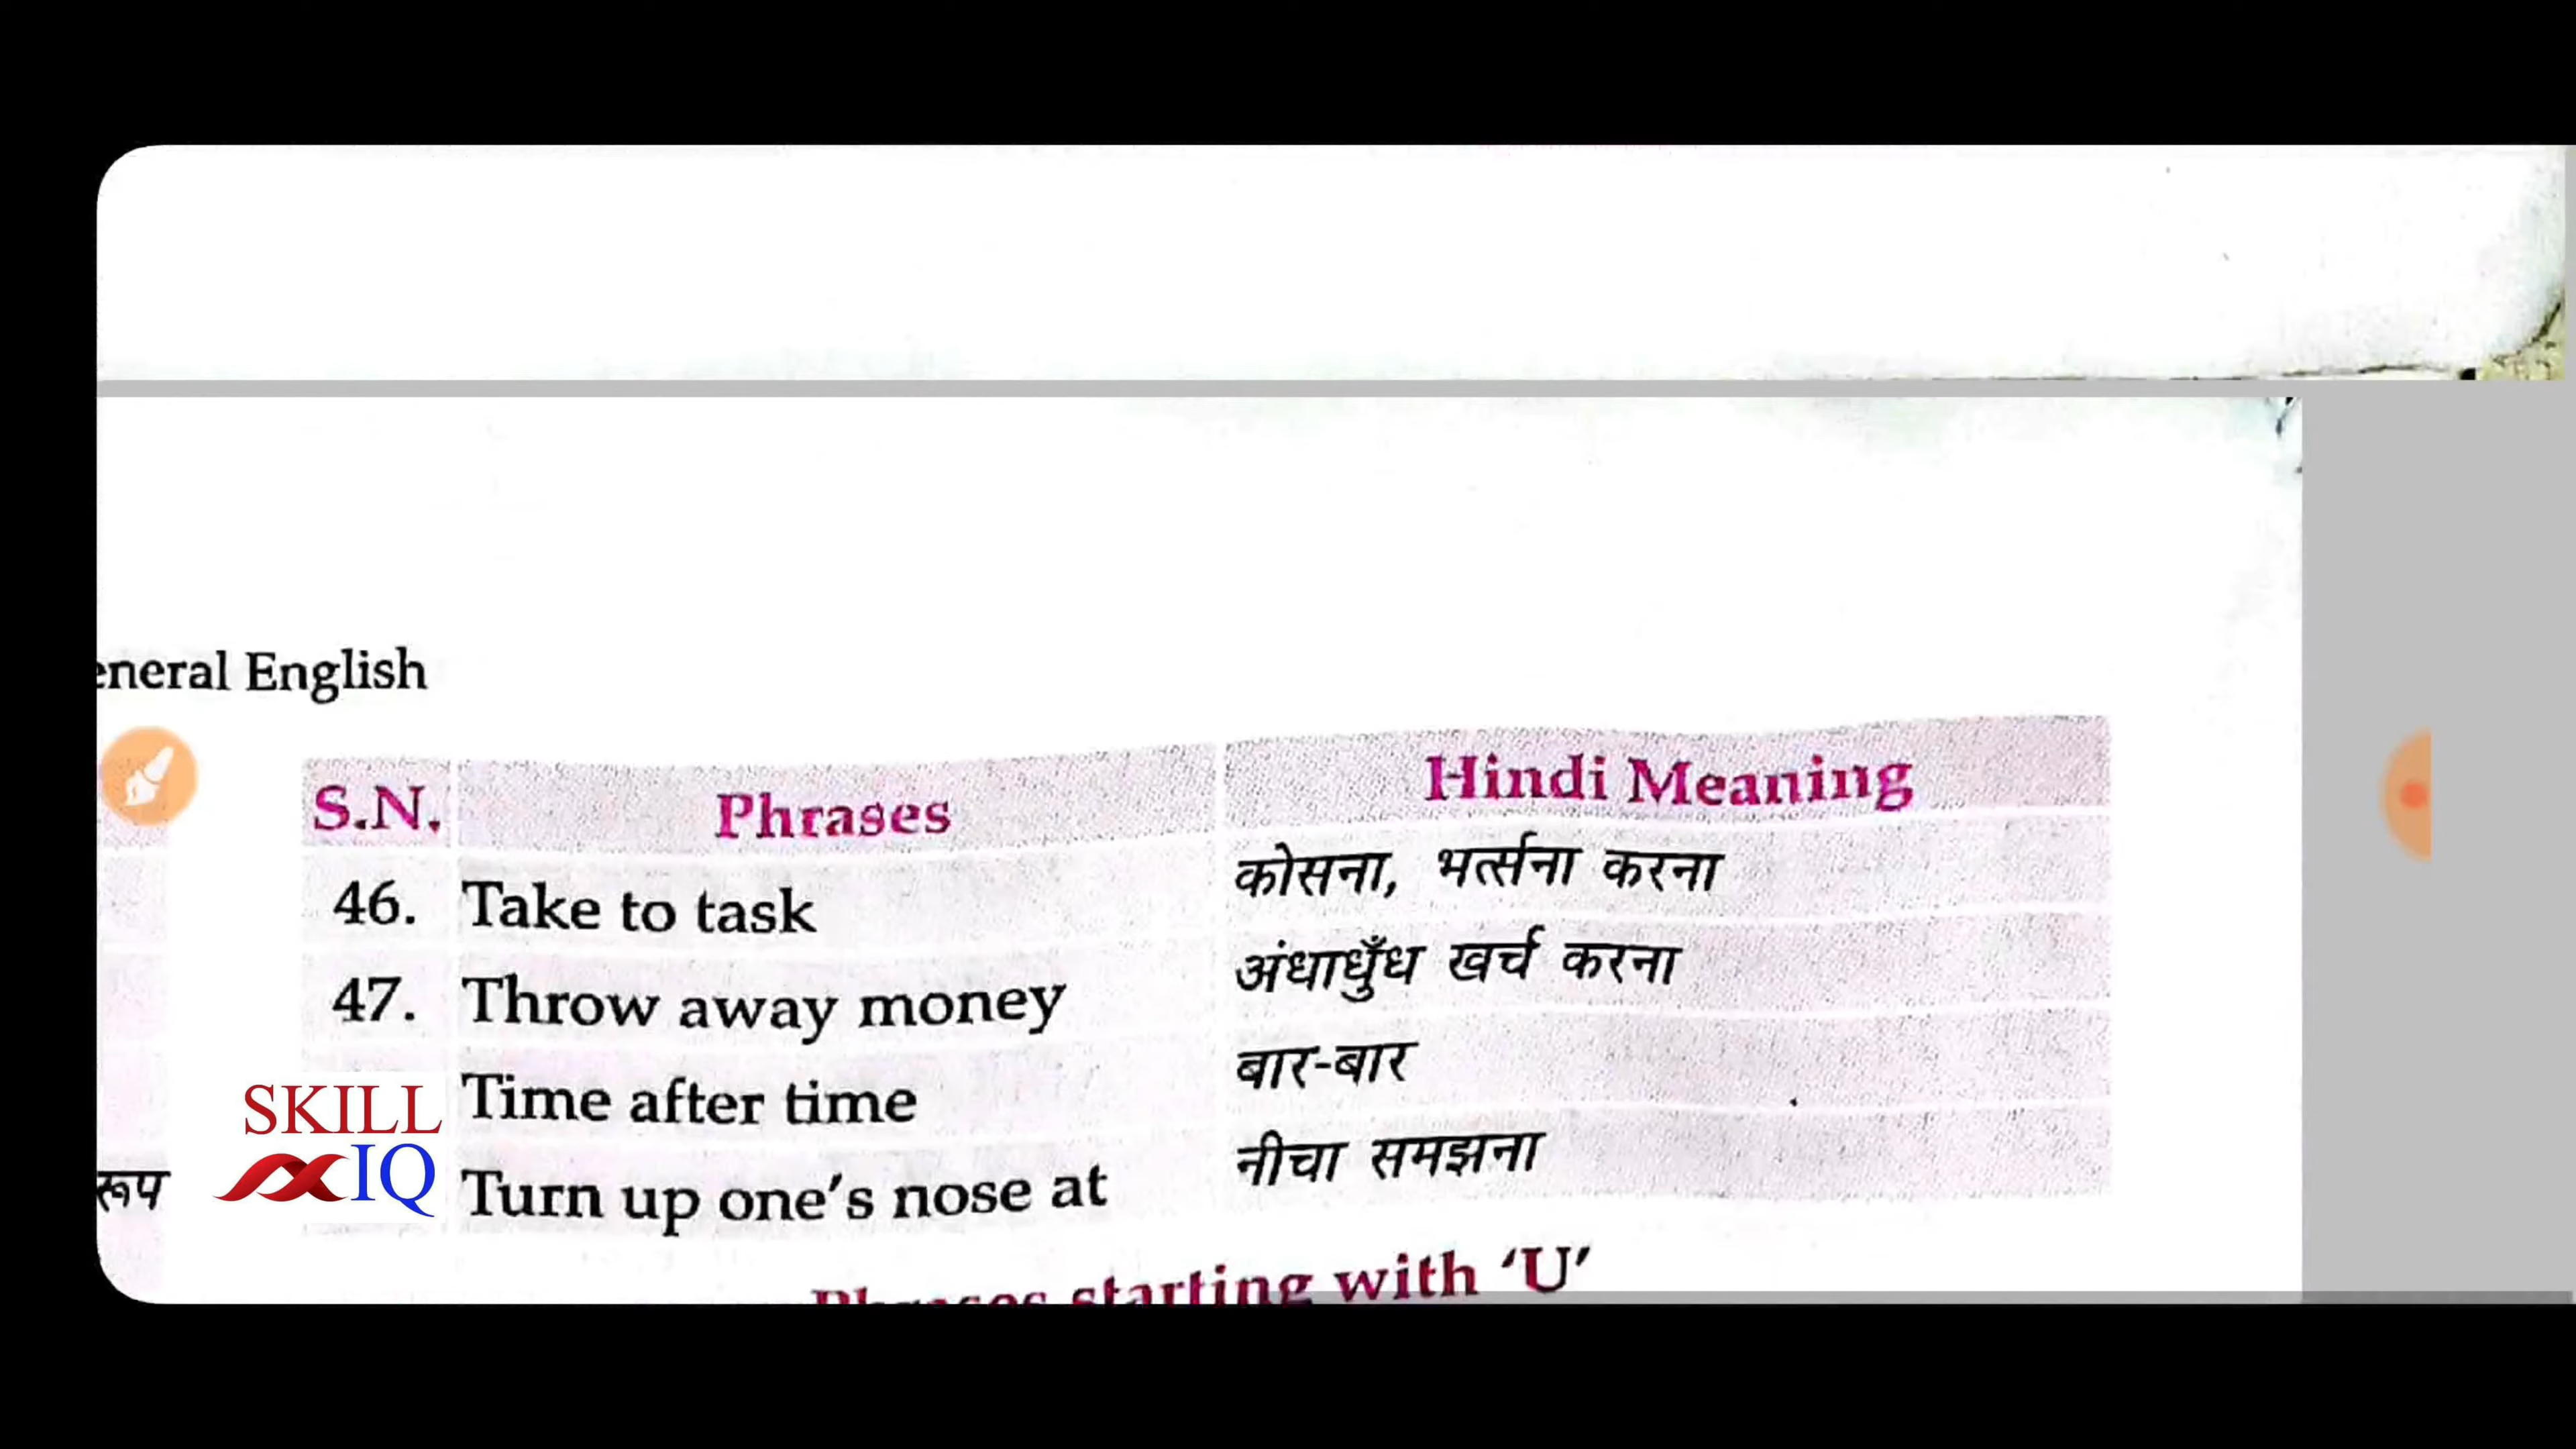 eneral English
S.N. Phrases Hindi Meaning
46. Take to task कोसना, भर्त्सना करना
47. Throw away money अंधाधुँध खर्च करना
Time after time बार-बार
Turn up one's nose at नीचा समझना
रूप
SKILL
IQ
Phrases starting with ‘U’